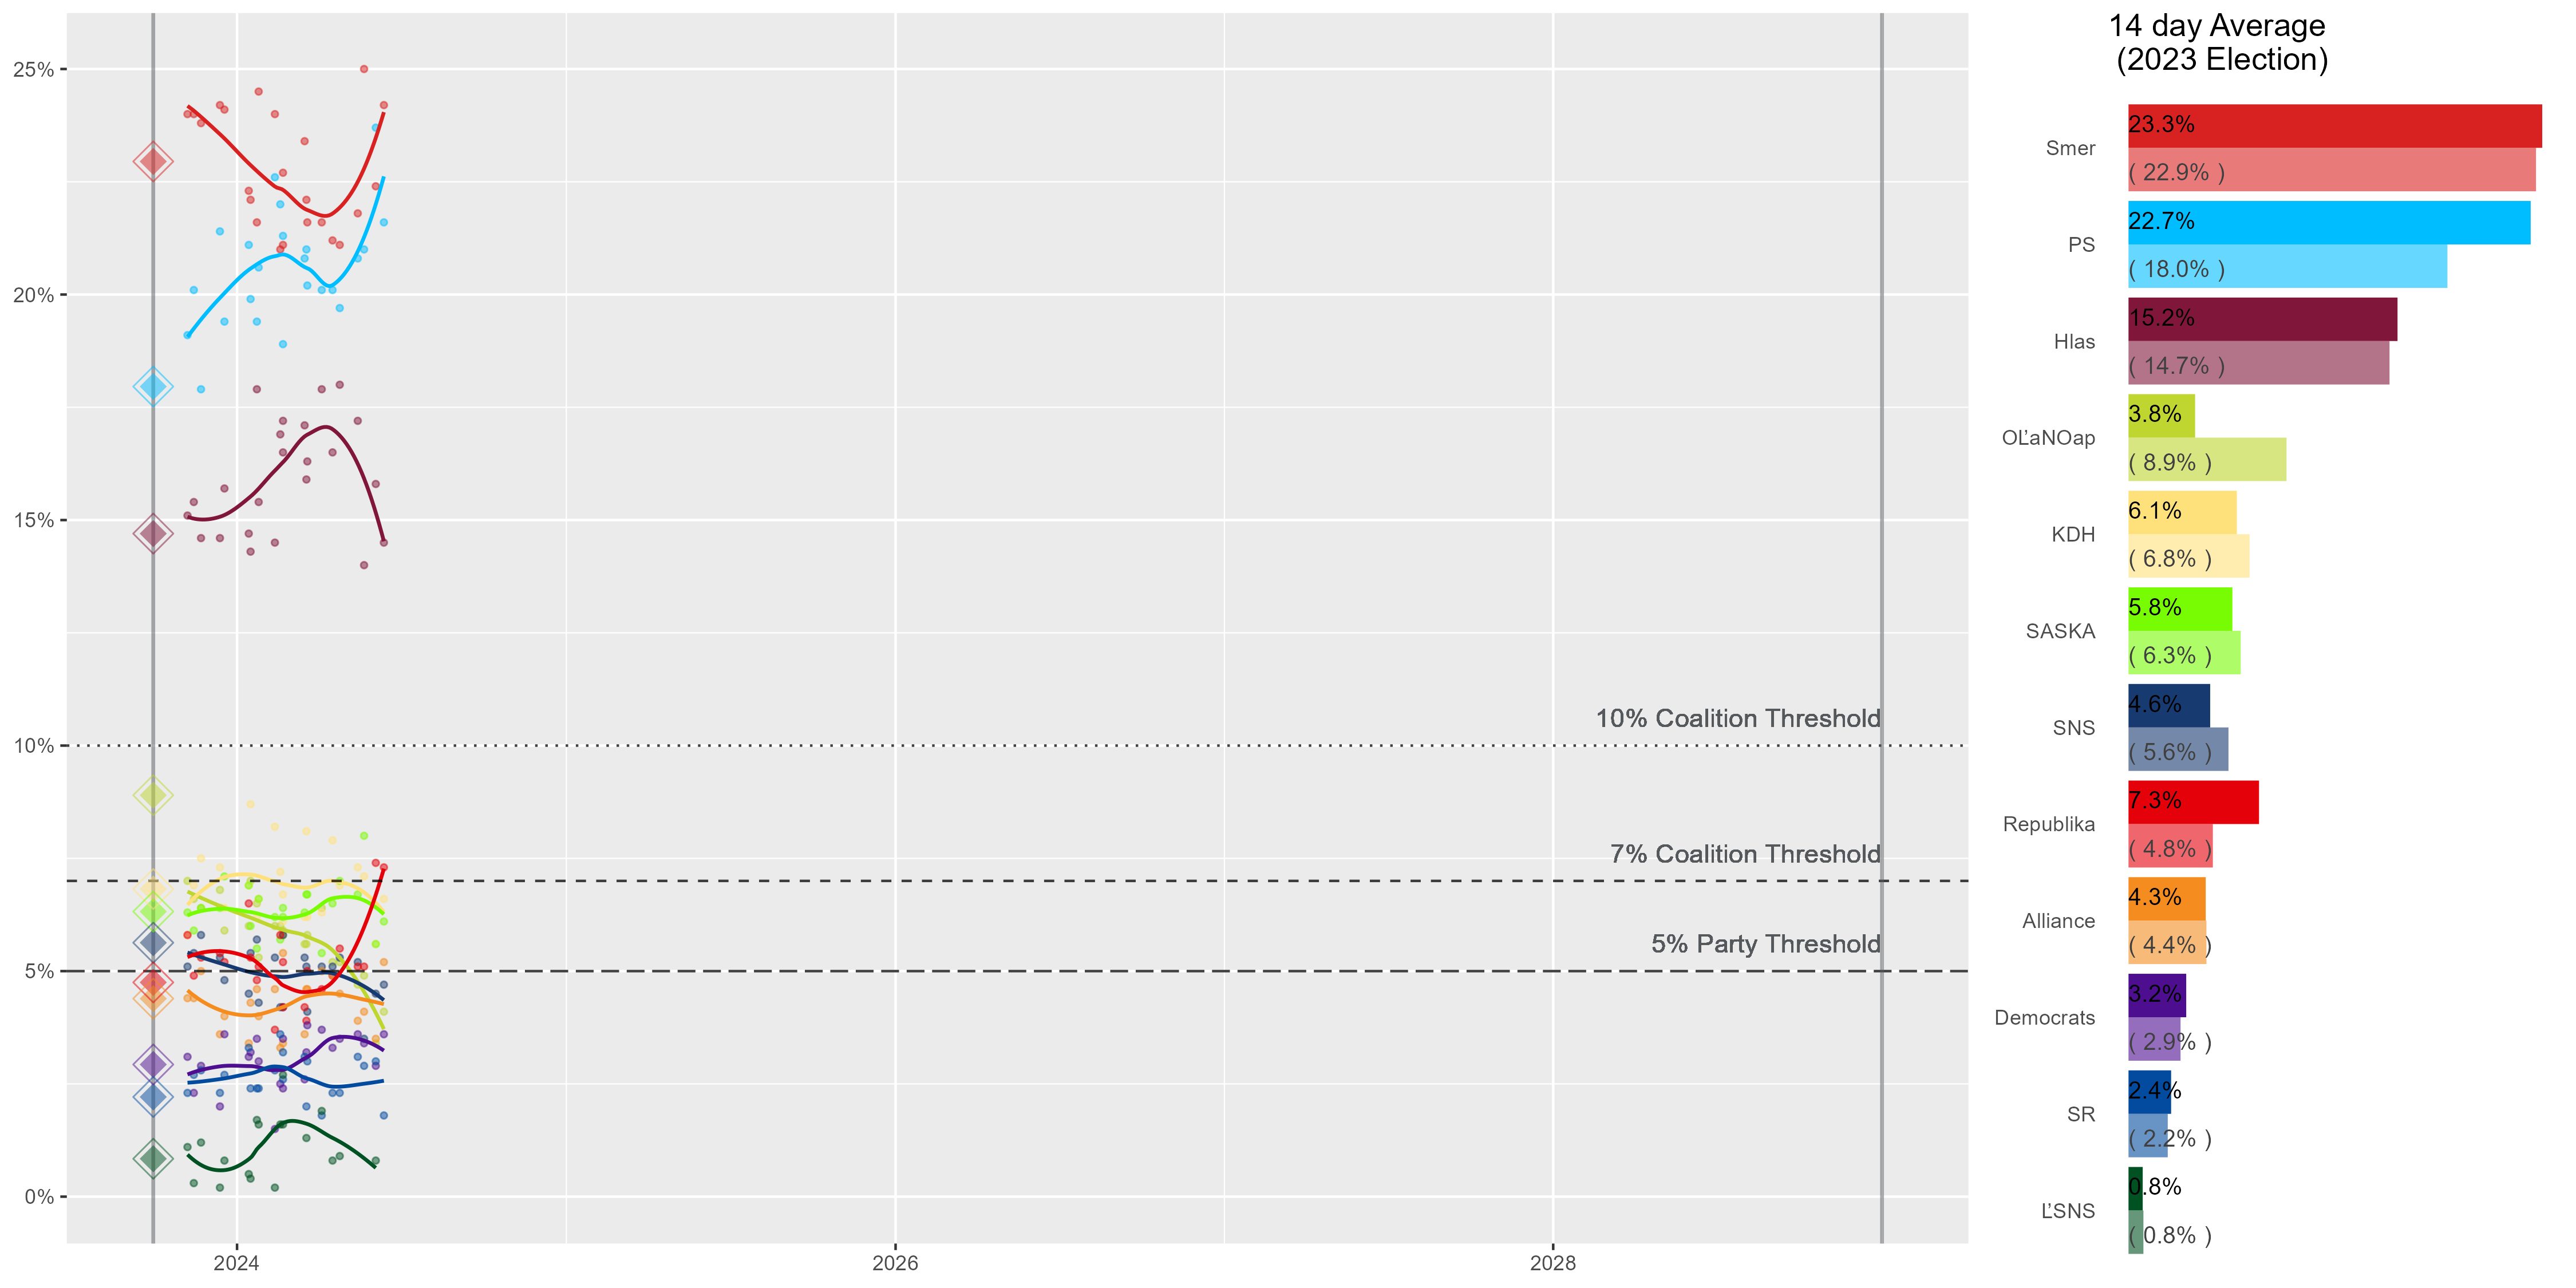 14 day Average
(2023 Election)
25%
20%
15%
10%
5%
0%
10% Coalition Threshold
7% Coalition Threshold
5% Party Threshold
2024
2026
2028
Smer
23.3%
( 22.9% )
PS
22.7%
( 18.0% )
Hlas
15.2%
( 14.7% )
OĽaNOap
3.8%
( 8.9% )
KDH
6.1%
( 6.8% )
SASKA
5.8%
( 6.3% )
SNS
4.6%
( 5.6% )
Republika
7.3%
( 4.8% )
Alliance
4.3%
( 4.4% )
Democrats
3.2%
( 2.9% )
SR
2.4%
( 2.2% )
ĽSNS
0.8%
( 0.8% )